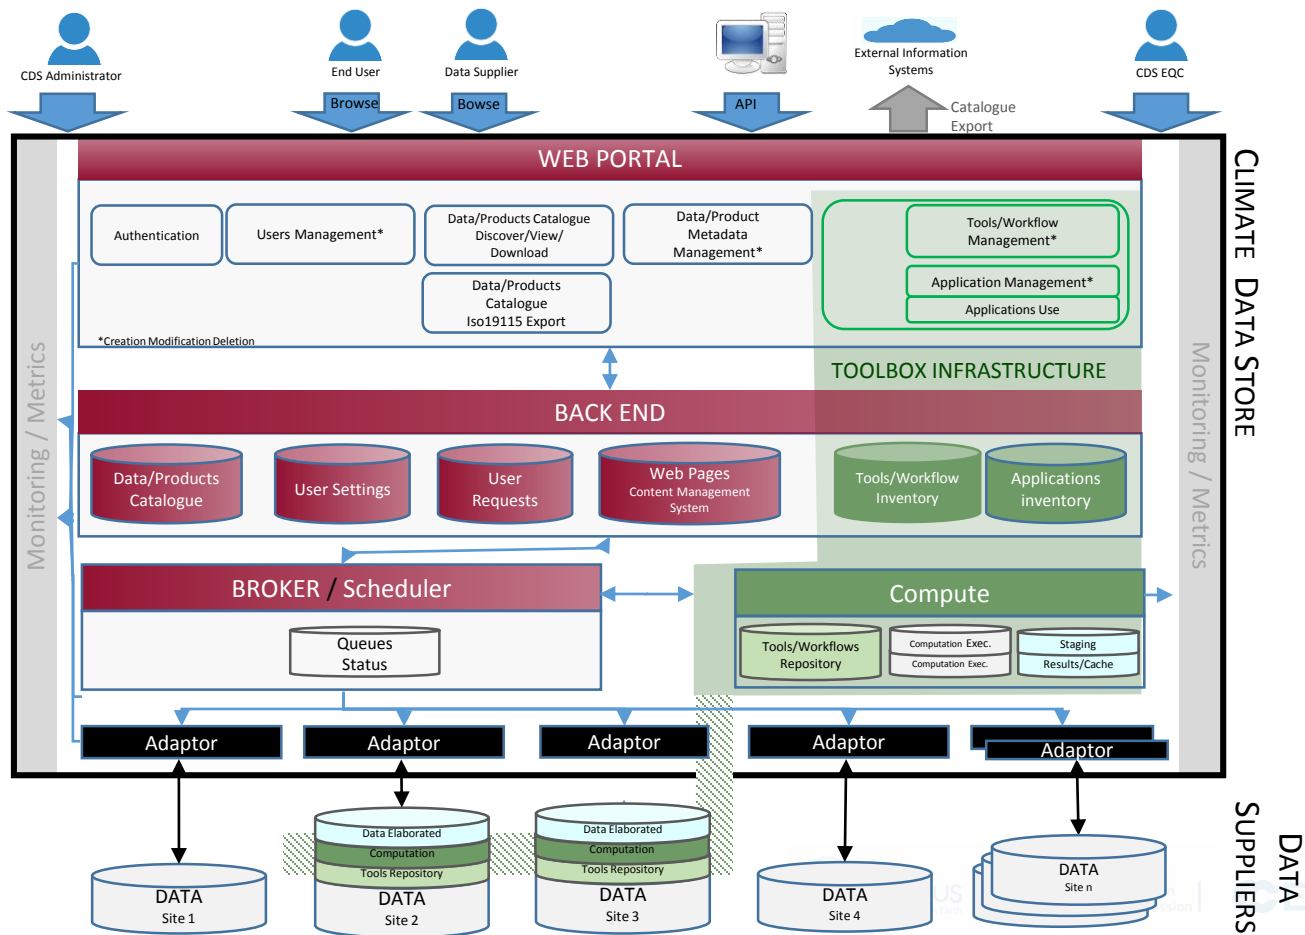 CDS Administrator
End User
Data Supplier
External Information
Systems
CDS EQC
Browse
Bowse
API
Catalogue
Export
WEB PORTAL
Authentication
Users Management*
Data/Products Catalogue
Discover/View/
Download
Data/Product
Metadata
Management*
Tools/Workflow
Management*
Data/Products
Catalogue
Iso19115 Export
Application Management*
Applications Use
*Creation Modification Deletion
TOOLBOX INFRASTRUCTURE
BACK END
Data/Products
Catalogue
User Settings
User
Requests
Web Pages
Content Management
System
Tools/Workflow
Inventory
Applications
inventory
BROKER / Scheduler
Queues
Status
Compute
Tools/Workflows
Repository
Computation Exec.
Computation Exec.
Staging
Results/Cache
Adaptor
Adaptor
Adaptor
Adaptor
Adaptor
Monitoring / Metrics
Monitoring / Metrics
CLIMATE DATA STORE
Data Elaborated
Computation
Tools Repository
DATA
Site 2
Data Elaborated
Computation
Tools Repository
DATA
Site 3
DATA
Site 1
DATA
Site 4
DATA
Site n
DATA
SUPPLIERS